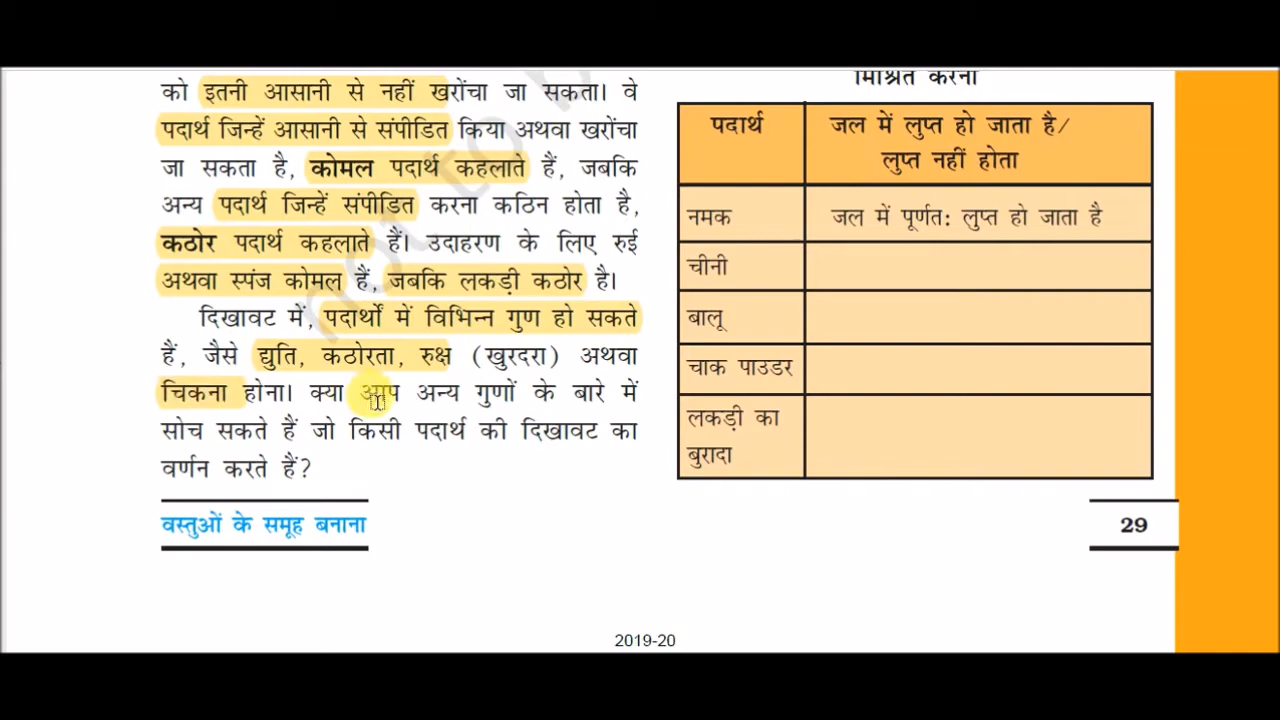 को इतनी आसानी से नहीं खरोंचा जा सकता। वे
पदार्थ जिन्हें आसानी से संपीडित किया अथवा खरोंचा
जा सकता है, कोमल पदार्थ कहलाते हैं, जबकि
अन्य पदार्थ जिन्हें संपीडित करना कठिन होता है,
कठोर पदार्थ कहलाते हैं। उदाहरण के लिए रुई
अथवा स्पंज कोमल हैं, जबकि लकड़ी कठोर है।
दिखावट में, पदार्थों में विभिन्न गुण हो सकते
हैं, जैसे द्युति, कठोरता, रुक्ष (खुरदरा) अथवा
चिकना होना। क्या आप अन्य गुणों के बारे में
सोच सकते हैं जो किसी पदार्थ की दिखावट का
वर्णन करते हैं?
मिश्रित करना
पदार्थ जल में लुप्त हो जाता है/
लुप्त नहीं होता
नमक जल में पूर्णत: लुप्त हो जाता है
चीनी
बालू
चाक पाउडर
लकड़ी का
बुरादा
वस्तुओं के समूह बनाना
29
2019-20
not to b